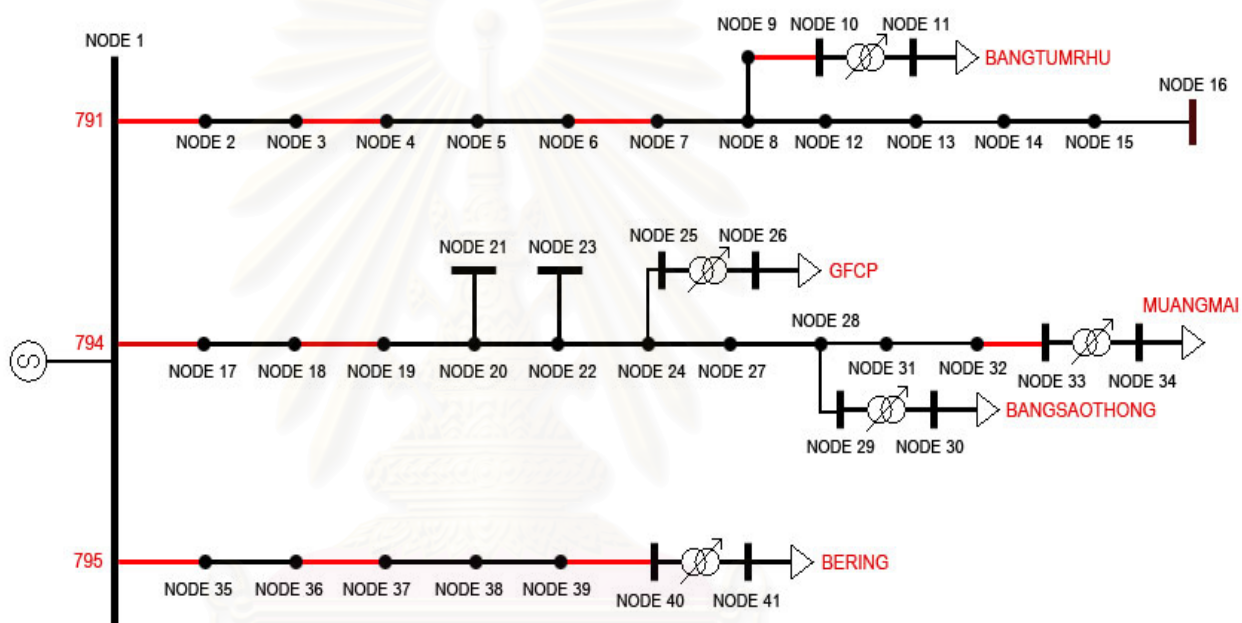 NODE 1
NODE 9
NODE 10
NODE 11
BANGTUMRHU
NODE 16
791
NODE 2
NODE 3
NODE 4
NODE 5
NODE 6
NODE 7
NODE 8
NODE 12
NODE 13
NODE 14
NODE 15
NODE 21
NODE 23
NODE 25
NODE 26
GFCP
MUANGMAI
NODE 28
794
NODE 17
NODE 18
NODE 19
NODE 20
NODE 22
NODE 24
NODE 27
NODE 31
NODE 32
NODE 33
NODE 34
S
BANGSAOTHONG
NODE 29
NODE 30
795
BERING
NODE 35
NODE 36
NODE 37
NODE 38
NODE 39
NODE 40
NODE 41